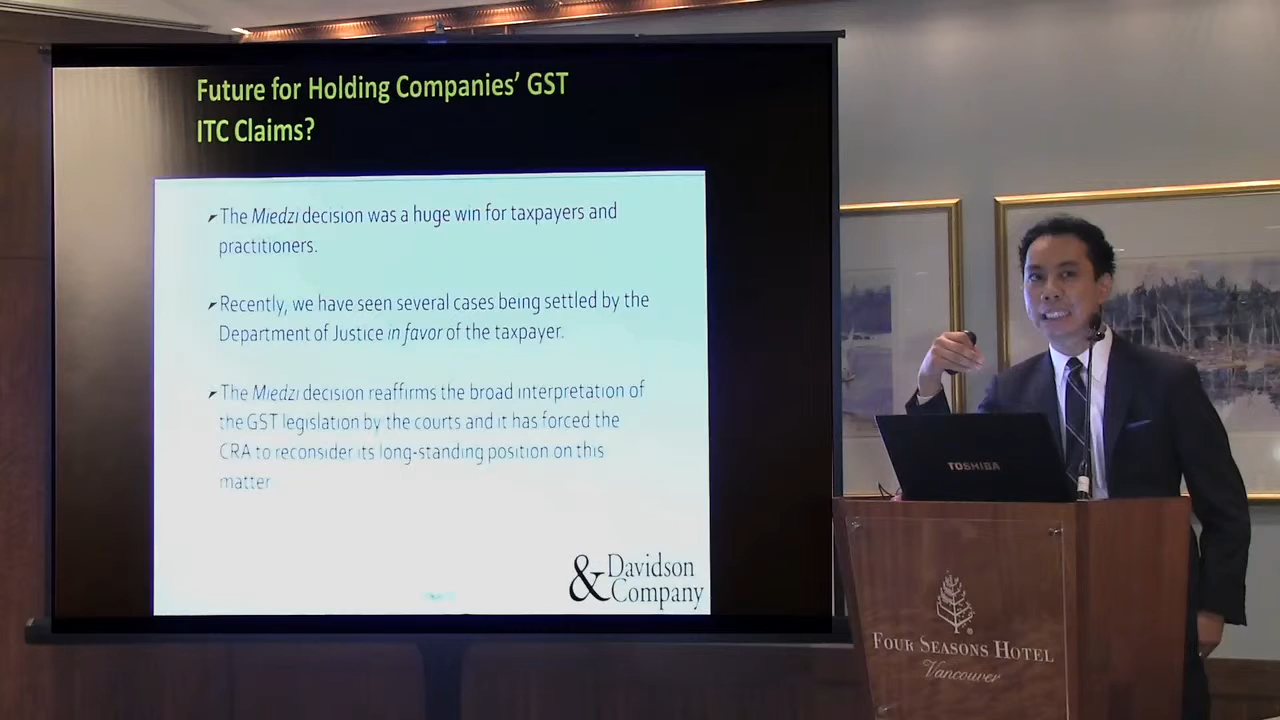 Future for Holding Companies' GST
ITC Claims?
The Miedzi decision was a huge win for taxpayers and
practitioners.
Recently, we have seen several cases being settled by the
Department of Justice in favor of the taxpayer.
The Miedzi decision reaffirms the broad interpretation of
the GST legislation by the courts and it has forced the
CRA to reconsider its long-standing position on this
matter
& Davidson
Company
TOSHIBA
FOUR SEASONS HOTEL
Vancouver